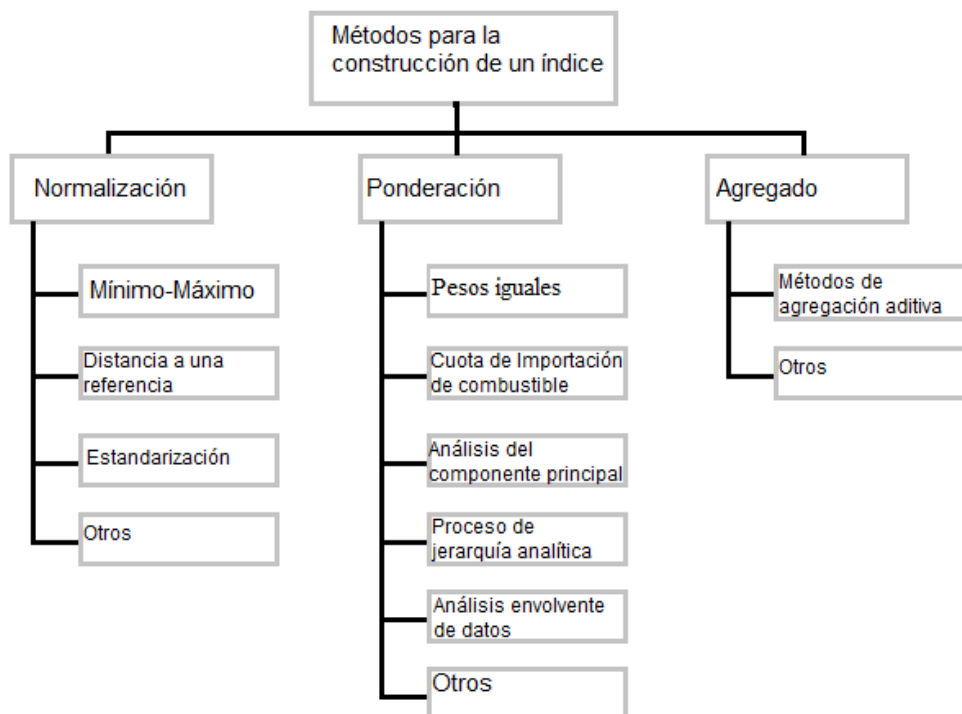 Métodos para la
construcción de un índice
Normalización
Mínimo-Máximo
Distancia a una
referencia
Estandarización
Otros
Ponderación
Pesos iguales
Cuota de Importación
de combustible
Análisis del
componente principal
Proceso de
jerarquía analítica
Análisis envolvente
de datos
Otros
Agregado
Métodos de
agregación aditiva
Otros